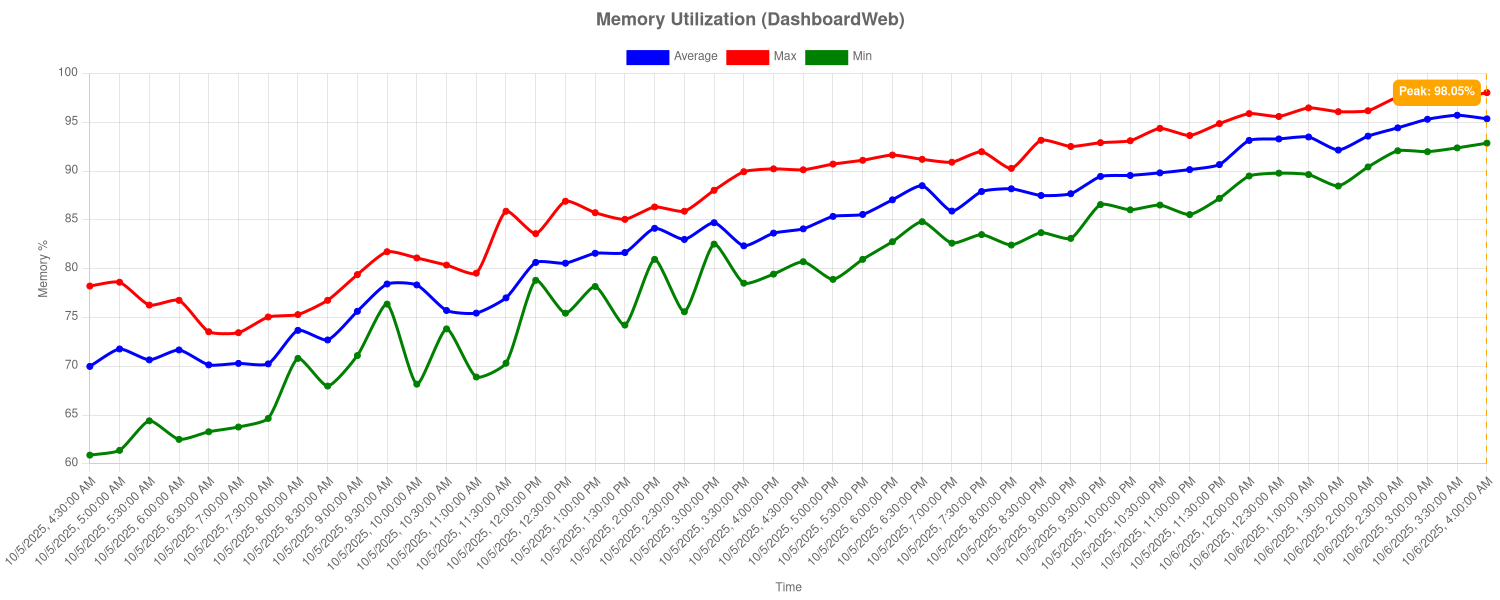 Memory Utilization (DashboardWeb)
Average Max Min
100
95
90
85
80
75
70
65
60
Memory %
Peak: 98.05%
10/5/2025, 4:30:00 AM
10/5/2025, 5:00:00 AM
10/5/2025, 5:30:00 AM
10/5/2025, 6:00:00 AM
10/5/2025, 6:30:00 AM
10/5/2025, 7:00:00 AM
10/5/2025, 7:30:00 AM
10/5/2025, 8:00:00 AM
10/5/2025, 8:30:00 AM
10/5/2025, 9:00:00 AM
10/5/2025, 9:30:00 AM
10/5/2025, 10:00:00 AM
10/5/2025, 10:30:00 AM
10/5/2025, 11:00:00 AM
10/5/2025, 11:30:00 AM
10/5/2025, 12:00:00 PM
10/5/2025, 12:30:00 PM
10/5/2025, 1:00:00 PM
10/5/2025, 1:30:00 PM
10/5/2025, 2:00:00 PM
10/5/2025, 2:30:00 PM
10/5/2025, 3:00:00 PM
10/5/2025, 3:30:00 PM
10/5/2025, 4:00:00 PM
10/5/2025, 4:30:00 PM
10/5/2025, 5:00:00 PM
10/5/2025, 5:30:00 PM
10/5/2025, 6:00:00 PM
10/5/2025, 6:30:00 PM
10/5/2025, 7:00:00 PM
10/5/2025, 7:30:00 PM
10/5/2025, 8:00:00 PM
10/5/2025, 8:30:00 PM
10/5/2025, 9:00:00 PM
10/5/2025, 9:30:00 PM
10/5/2025, 10:00:00 PM
10/5/2025, 10:30:00 PM
10/5/2025, 11:00:00 PM
10/5/2025, 11:30:00 PM
10/6/2025, 12:00:00 AM
10/6/2025, 12:30:00 AM
10/6/2025, 1:00:00 AM
10/6/2025, 1:30:00 AM
10/6/2025, 2:00:00 AM
10/6/2025, 2:30:00 AM
10/6/2025, 3:00:00 AM
10/6/2025, 3:30:00 AM
10/6/2025, 4:00:00 AM
Time